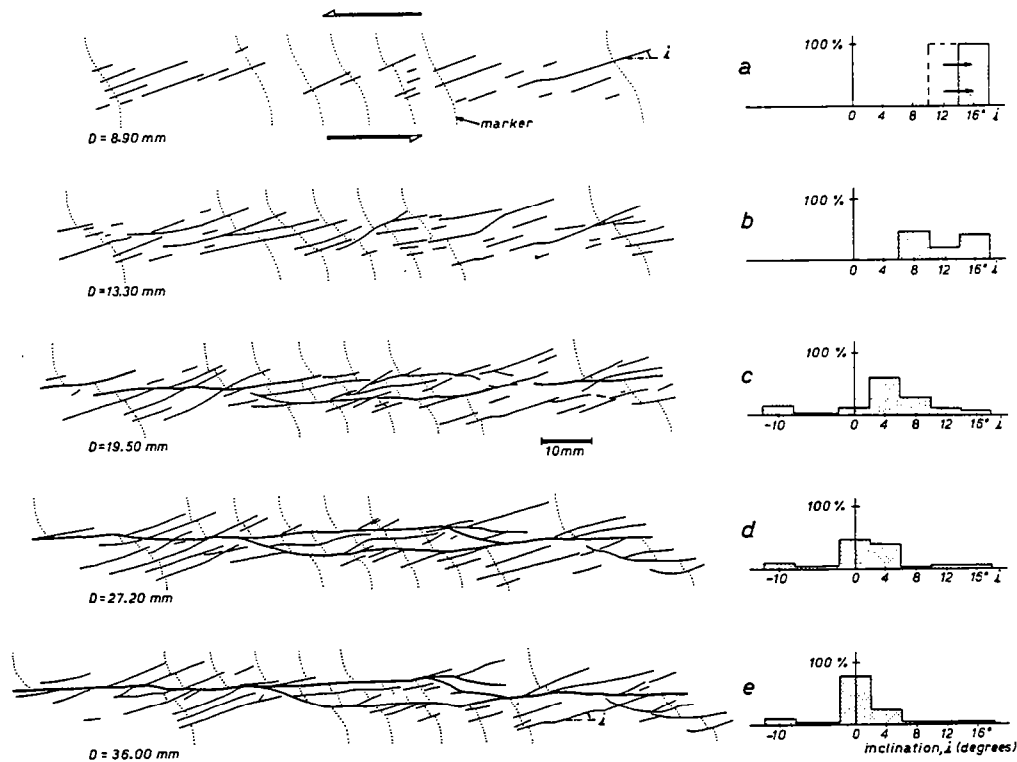 100 %
a
i
0 4 8 12 16° i
marker
D = 8.90 mm
100 %
b
0 4 8 12 16° i
D = 13.30 mm
100 %
c
-10 0 4 8 12 16° i
D = 19.50 mm
10mm
100 %
d
-10 0 4 8 12 16° i
D = 27.20 mm
100 %
e
i
-10 0 4 8 12 16°
inclination, i (degrees)
D = 36.00 mm